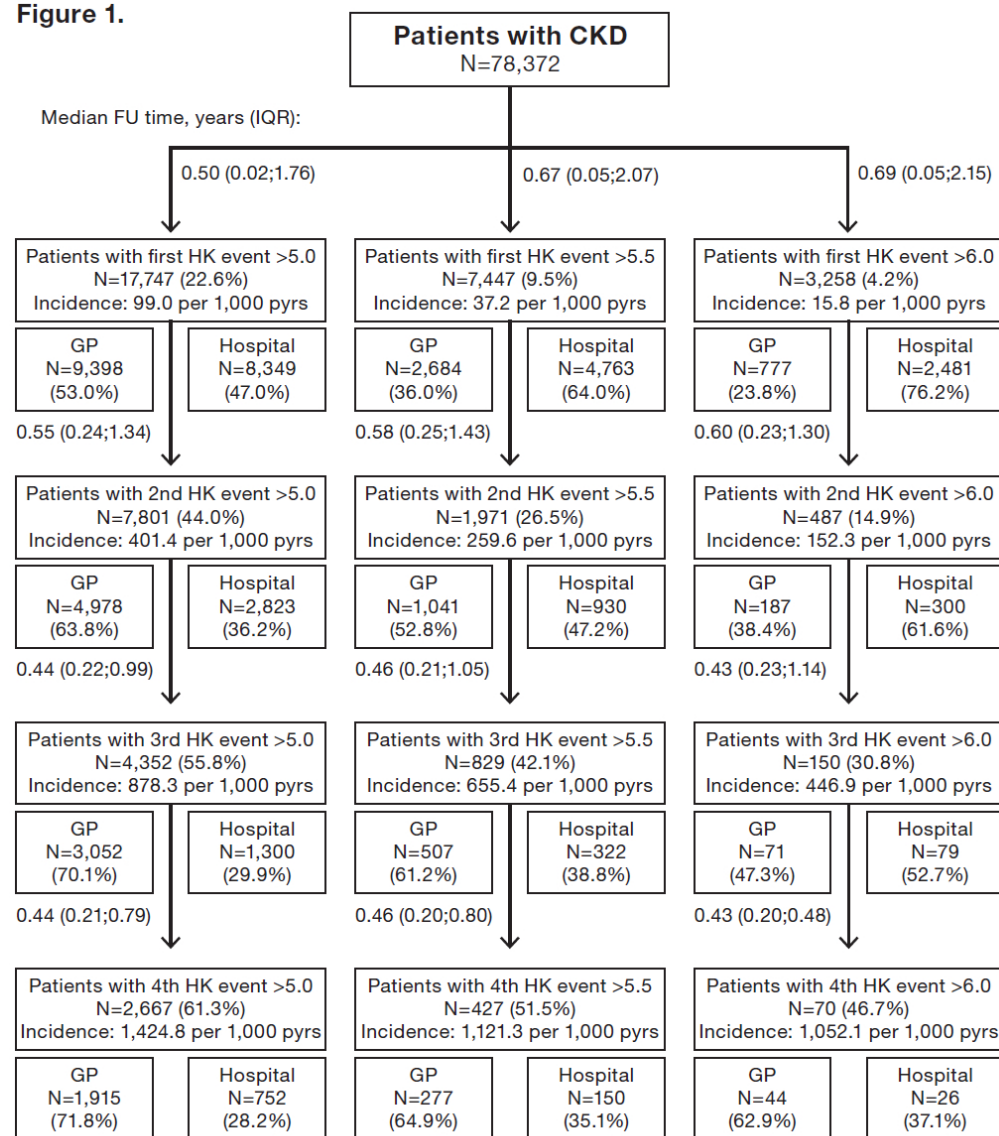 Figure 1.
Patients with CKD
N=78,372
Median FU time, years (IQR):
0.50 (0.02;1.76)
0.67 (0.05;2.07)
0.69 (0.05;2.15)
Patients with first HK event >5.0
N=17,747 (22.6%)
Incidence: 99.0 per 1,000 pyrs
Patients with first HK event >5.5
N=7,447 (9.5%)
Incidence: 37.2 per 1,000 pyrs
Patients with first HK event >6.0
N=3,258 (4.2%)
Incidence: 15.8 per 1,000 pyrs
GP
N=9,398
(53.0%)
Hospital
N=8,349
(47.0%)
GP
N=2,684
(36.0%)
Hospital
N=4,763
(64.0%)
GP
N=777
(23.8%)
Hospital
N=2,481
(76.2%)
0.55 (0.24;1.34)
0.58 (0.25;1.43)
0.60 (0.23;1.30)
Patients with 2nd HK event >5.0
N=7,801 (44.0%)
Incidence: 401.4 per 1,000 pyrs
Patients with 2nd HK event >5.5
N=1,971 (26.5%)
Incidence: 259.6 per 1,000 pyrs
Patients with 2nd HK event >6.0
N=487 (14.9%)
Incidence: 152.3 per 1,000 pyrs
GP
N=4,978
(63.8%)
Hospital
N=2,823
(36.2%)
GP
N=1,041
(52.8%)
Hospital
N=930
(47.2%)
GP
N=187
(38.4%)
Hospital
N=300
(61.6%)
0.44 (0.22;0.99)
0.46 (0.21;1.05)
0.43 (0.23;1.14)
Patients with 3rd HK event >5.0
N=4,352 (55.8%)
Incidence: 878.3 per 1,000 pyrs
Patients with 3rd HK event >5.5
N=829 (42.1%)
Incidence: 655.4 per 1,000 pyrs
Patients with 3rd HK event >6.0
N=150 (30.8%)
Incidence: 446.9 per 1,000 pyrs
GP
N=3,052
(70.1%)
Hospital
N=1,300
(29.9%)
GP
N=507
(61.2%)
Hospital
N=322
(38.8%)
GP
N=71
(47.3%)
Hospital
N=79
(52.7%)
0.44 (0.21;0.79)
0.46 (0.20;0.80)
0.43 (0.20;0.48)
Patients with 4th HK event >5.0
N=2,667 (61.3%)
Incidence: 1,424.8 per 1,000 pyrs
Patients with 4th HK event >5.5
N=427 (51.5%)
Incidence: 1,121.3 per 1,000 pyrs
Patients with 4th HK event >6.0
N=70 (46.7%)
Incidence: 1,052.1 per 1,000 pyrs
GP
N=1,915
(71.8%)
Hospital
N=752
(28.2%)
GP
N=277
(64.9%)
Hospital
N=150
(35.1%)
GP
N=44
(62.9%)
Hospital
N=26
(37.1%)